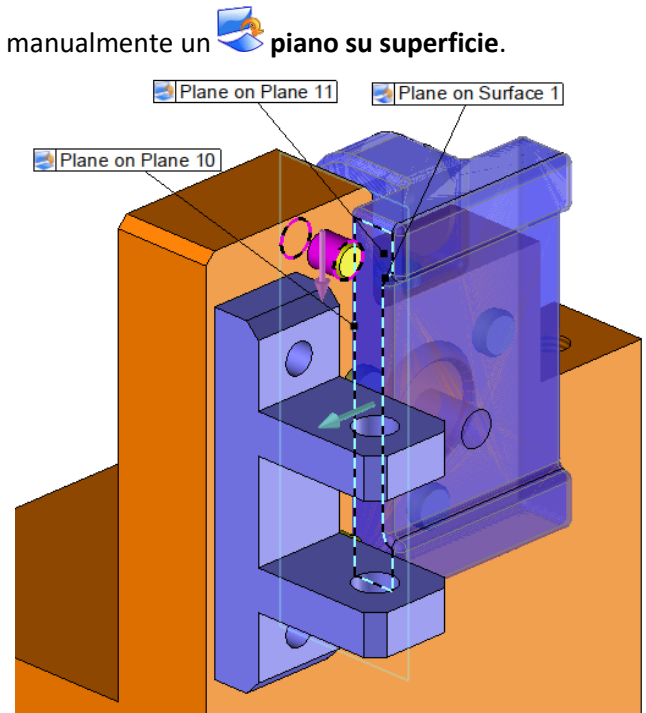 manualmente un piano su superficie.
Plane on Plane 11
Plane on Surface 1
Plane on Plane 10